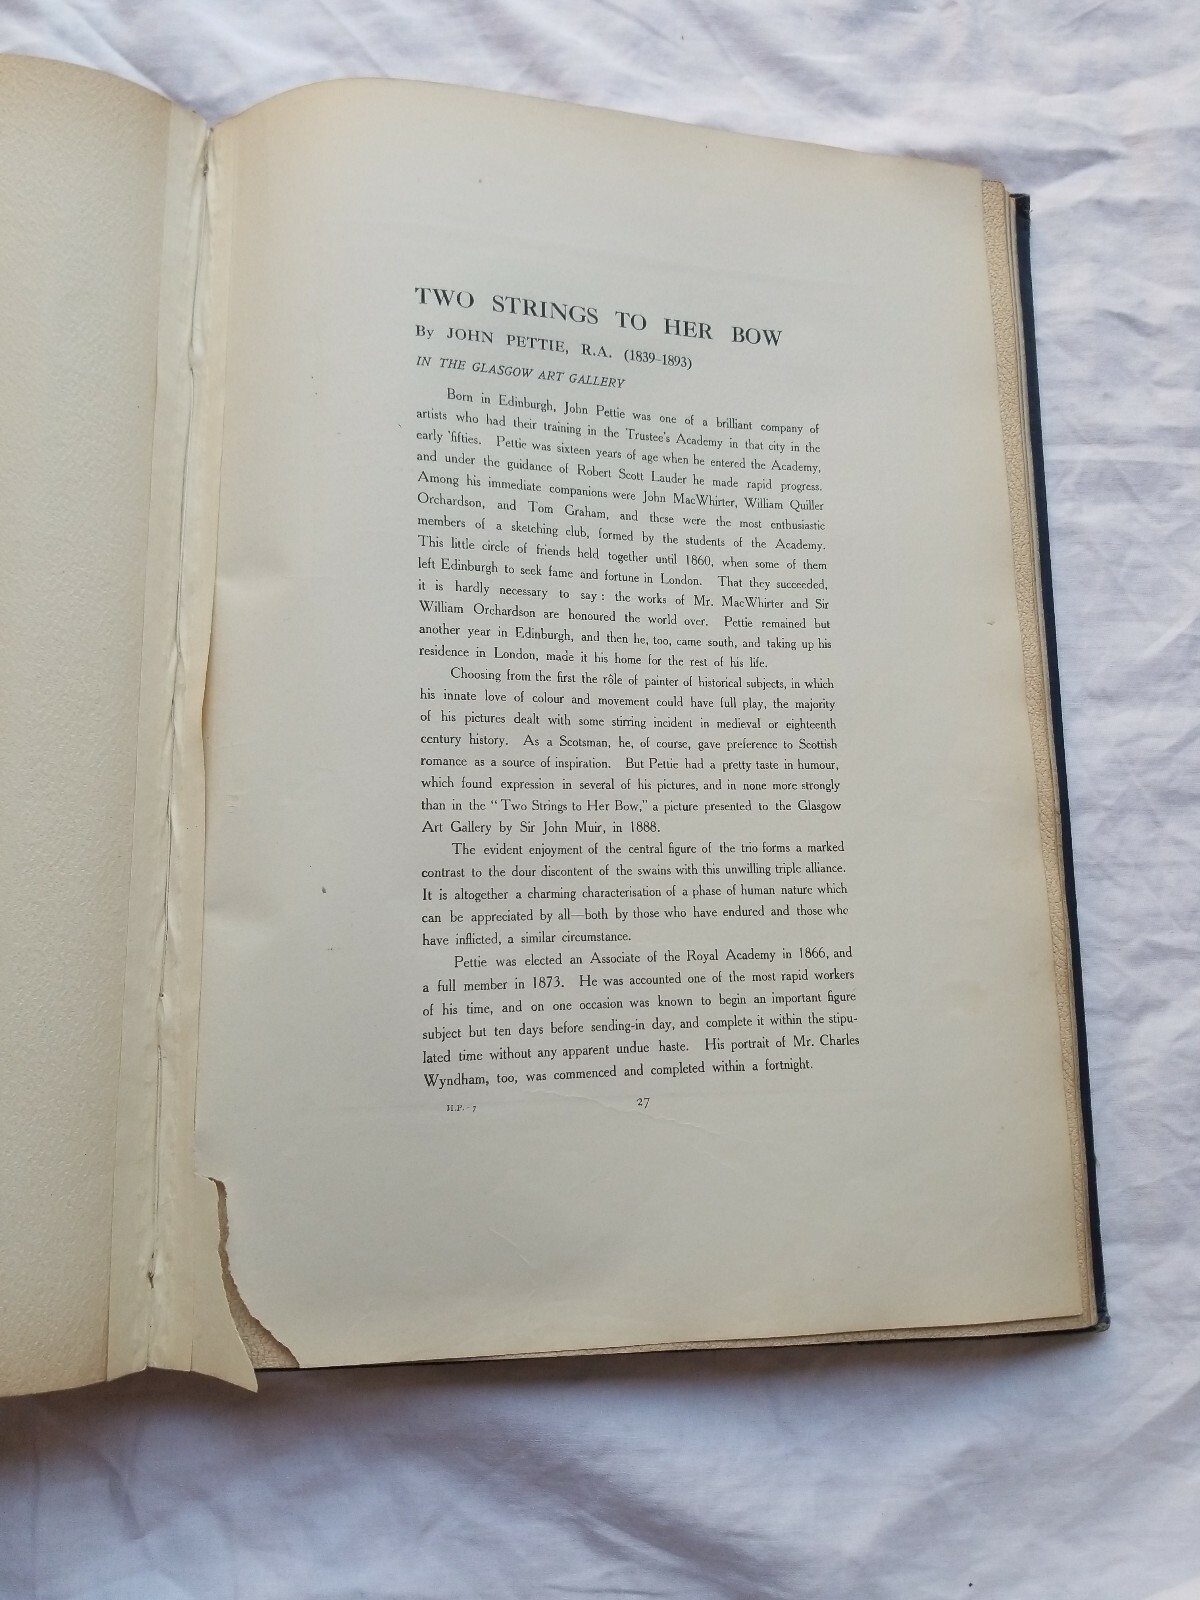 TWO STRINGS TO HER BOW
By JOHN PETTIE, R.A. (1839-1893)
IN THE GLASGOW ART GALLERY
Born in Edinburgh, John Pettie was one of a brilliant company of
artists who had their training in the Trustee's Academy in that city in the
early 'fifties. Pettie was sixteen years of age when he entered the Academy,
and under the guidance of Robert Scott Lauder he made rapid progress.
Among his immediate companions were John MacWhirter, William Quiller
Orchardson, and Tom Graham, and these were the most enthusiastic
members of a sketching club, formed by the students of the Academy.
This little circle of friends held together until 1860, when some of them
left Edinburgh to seek fame and fortune in London. That they succeeded,
it is hardly necessary to say: the works of Mr. MacWhirter and Sir
William Orchardson are honoured the world over. Pettie remained but
another year in Edinburgh, and then he, too, came south, and taking up his
residence in London, made it his home for the rest of his life.
Choosing from the first the rôle of painter of historical subjects, in which
his innate love of colour and movement could have full play, the majority
of his pictures dealt with some stirring incident in medieval or eighteenth
century history. As a Scotsman, he, of course, gave preference to Scottish
romance as a source of inspiration. But Pettie had a pretty taste in humour,
which found expression in several of his pictures, and in none more strongly
than in the "Two Strings to Her Bow," a picture presented to the Glasgow
Art Gallery by Sir John Muir, in 1888.
The evident enjoyment of the central figure of the trio forms a marked
contrast to the dour discontent of the swains with this unwilling triple alliance.
It is altogether a charming characterisation of a phase of human nature which
can be appreciated by all—both by those who have endured and those who
have inflicted, a similar circumstance.
Pettie was elected an Associate of the Royal Academy in 1866, and
a full member in 1873. He was accounted one of the most rapid workers
of his time, and on one occasion was known to begin an important figure
subject but ten days before sending-in day, and complete it within the stipu-
lated time without any apparent undue haste. His portrait of Mr. Charles
Wyndham, too, was commenced and completed within a fortnight.
H.P.—7 27